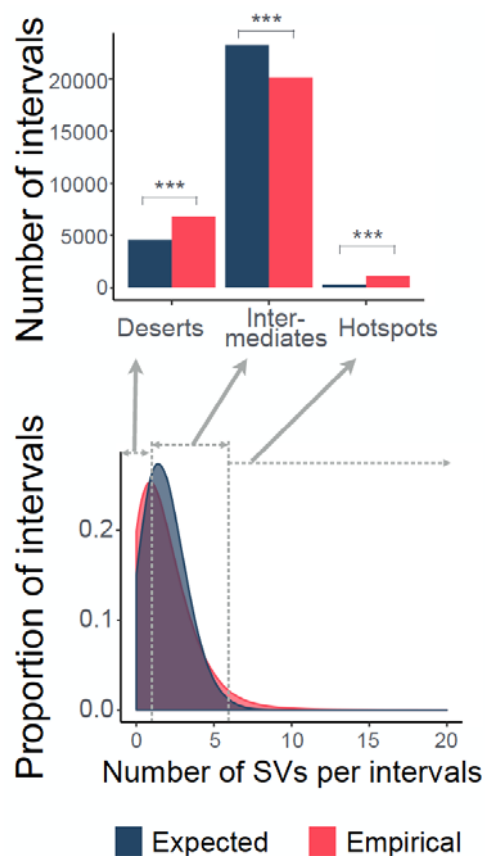 Number of intervals
20000
15000
10000
5000
0
***
***
***
Deserts
Inter-
mediates
Hotspots
Proportion of intervals
0.2
0.1
0.0
0
5
10
15
20
Number of SVs per intervals
Expected
Empirical